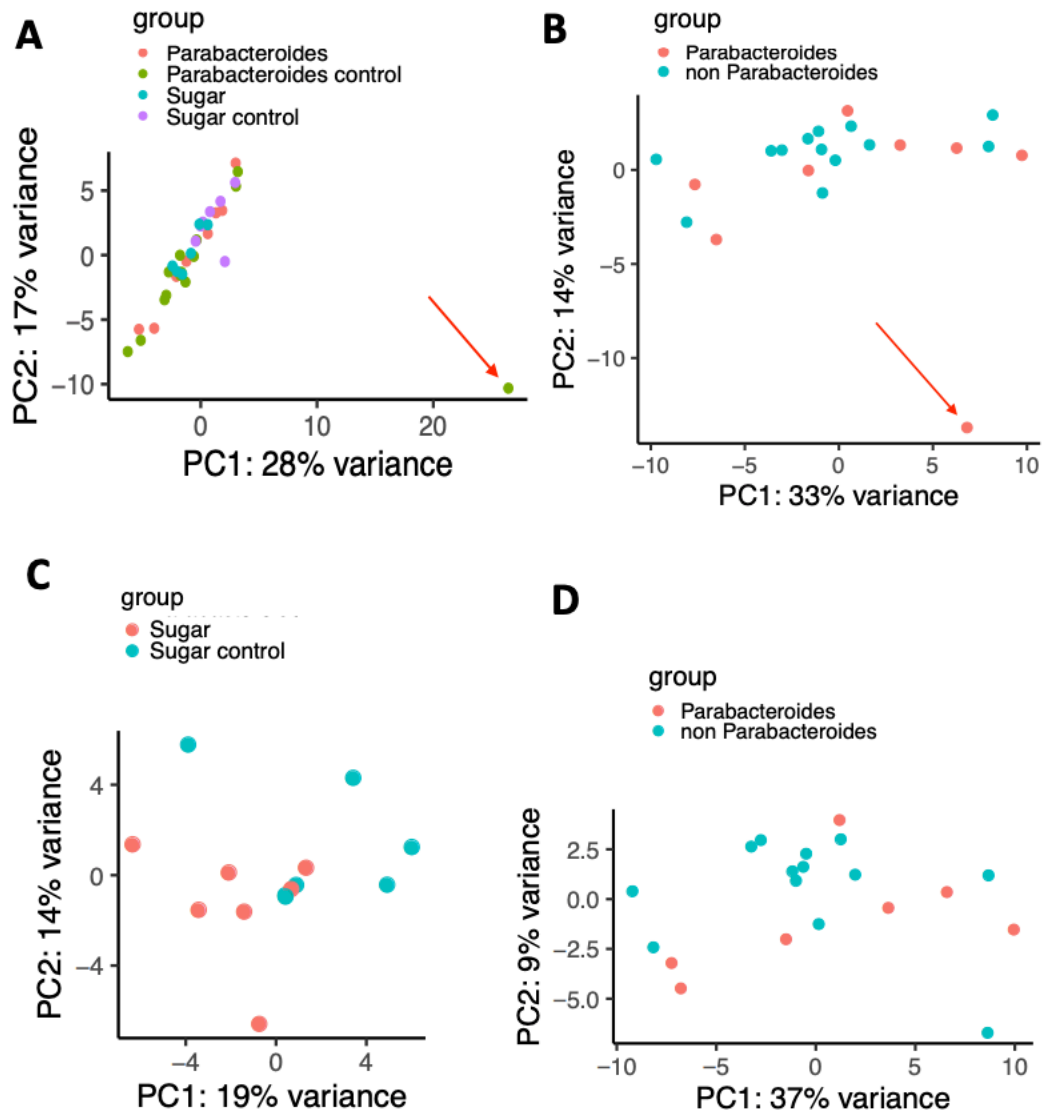 A
group
Parabacteroides
Parabacteroides control
Sugar
Sugar control
PC2: 17% variance
5
0
−5
−10
0
10
20
PC1: 28% variance
B
group
Parabacteroides
non Parabacteroides
PC2: 14% variance
0
−5
−10
−10
−5
0
5
10
PC1: 33% variance
C
group
Sugar
Sugar control
PC2: 14% variance
4
0
−4
−4
0
4
PC1: 19% variance
D
group
Parabacteroides
non Parabacteroides
PC2: 9% variance
2.5
0.0
−2.5
−5.0
−10
−5
0
5
10
PC1: 37% variance